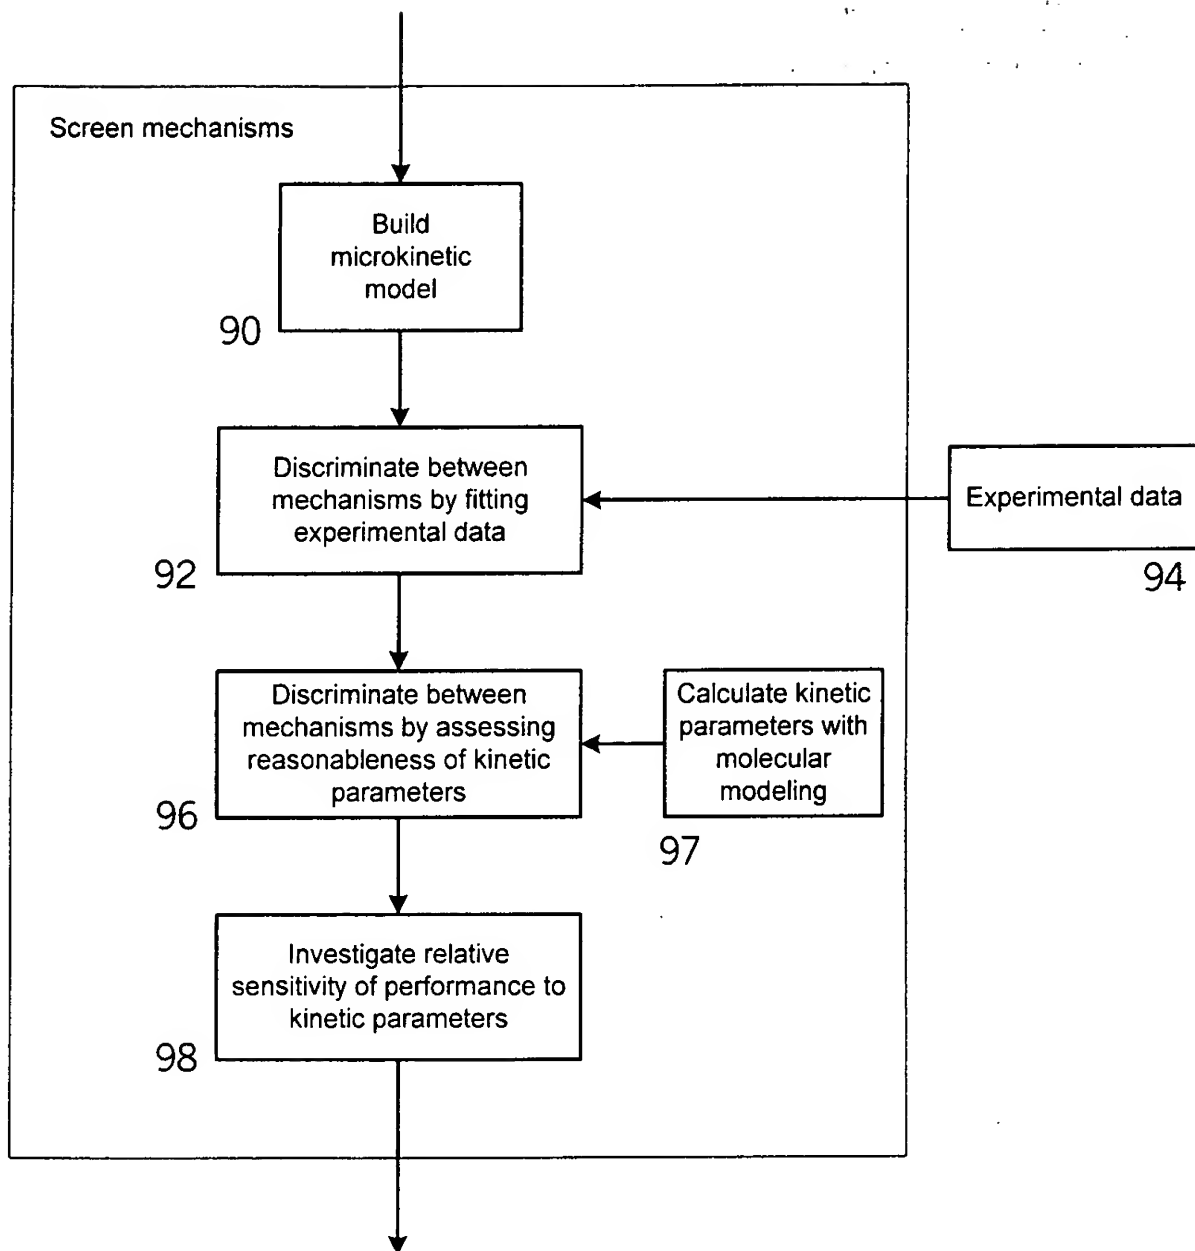 Screen mechanisms
Build
microkinetic
model
90
Discriminate between
mechanisms by fitting
experimental data
92
Experimental data
94
Discriminate between
mechanisms by assessing
reasonableness of kinetic
parameters
96
Calculate kinetic
parameters with
molecular
modeling
97
Investigate relative
sensitivity of performance to
kinetic parameters
98